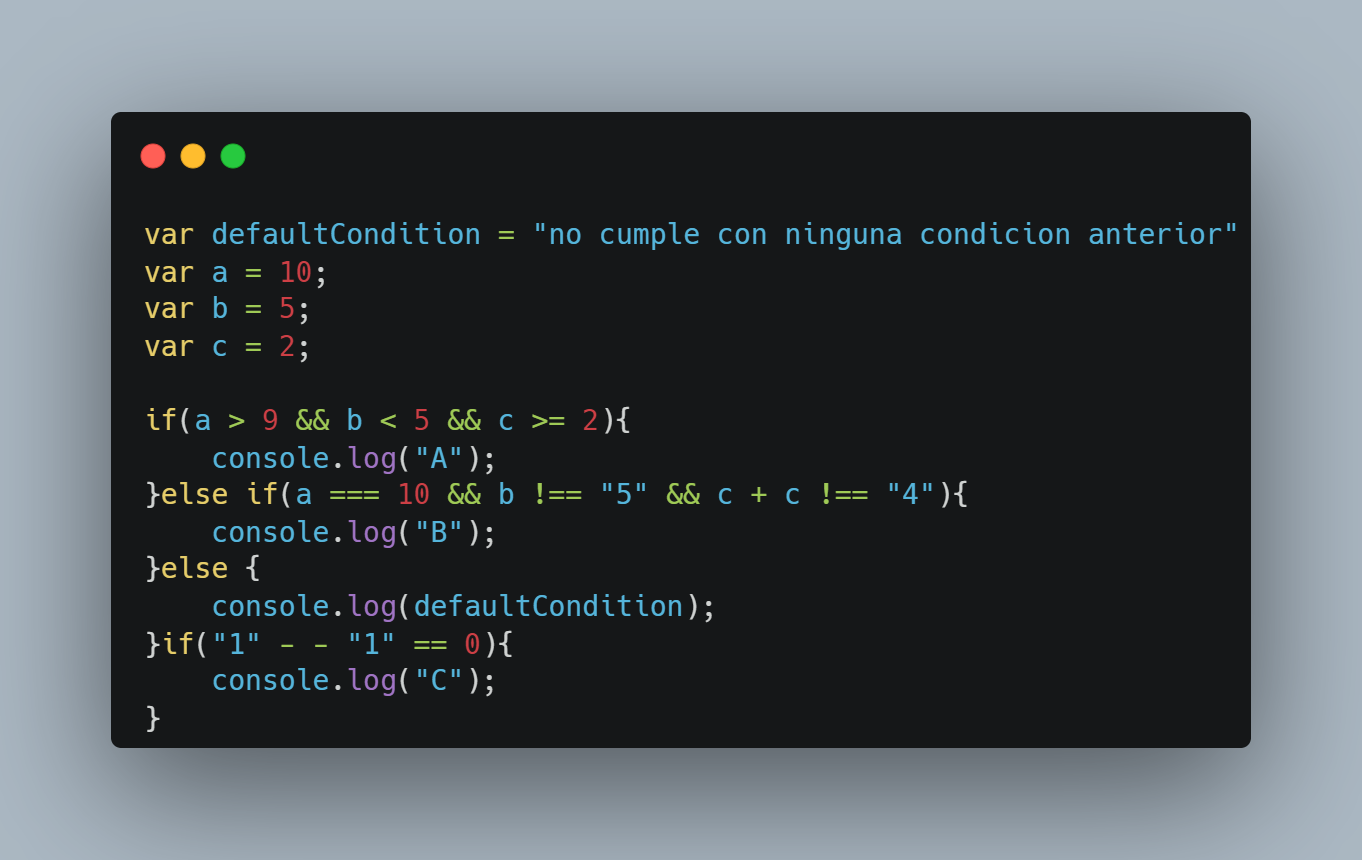 var defaultCondition = "no cumple con ninguna condicion anterior"
var a = 10;
var b = 5;
var c = 2;

if(a > 9 && b < 5 && c >= 2){
    console.log("A");
}else if(a === 10 && b !== "5" && c + c !== "4"){
    console.log("B");
}else {
    console.log(defaultCondition);
}if("1" - - "1" == 0){
    console.log("C");
}